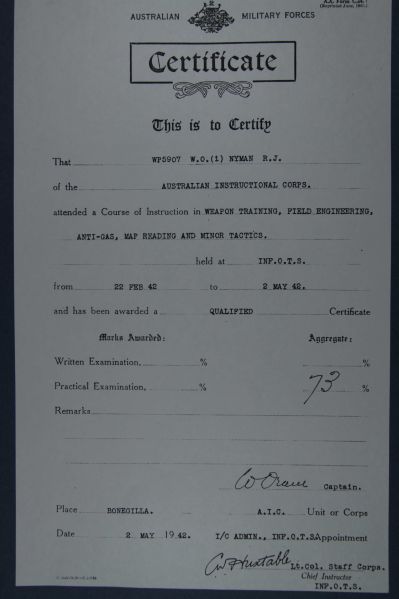 A.A. Form C.
AUSTRALIAN MILITARY FORCES
Certificate
This is to Certify
That WP5907 W.O.(1) NYMAN R.J.
of the AUSTRALIAN INSTRUCTIONAL CORPS.
attended a Course of Instruction in WEAPON TRAINING, FIELD ENGINEERING,
ANTI-GAS, MAP READING AND MINOR TACTICS.
held at INF.O.T.S.
from 22 FEB 42 to 2 MAY 42.
and has been awarded a QUALIFIED Certificate
Marks Awarded: Aggregate:
Written Examination, % %
Practical Examination, % 73 %
Remarks
Captain.
Place BONEGILLA. A.I.C. Unit or Corps
Date 2 MAY 1942. I/C ADMIN., INF.O.T.S. Appointment
Lt.Col. Staff Corps.
Chief Instructor
INF.O.T.S.